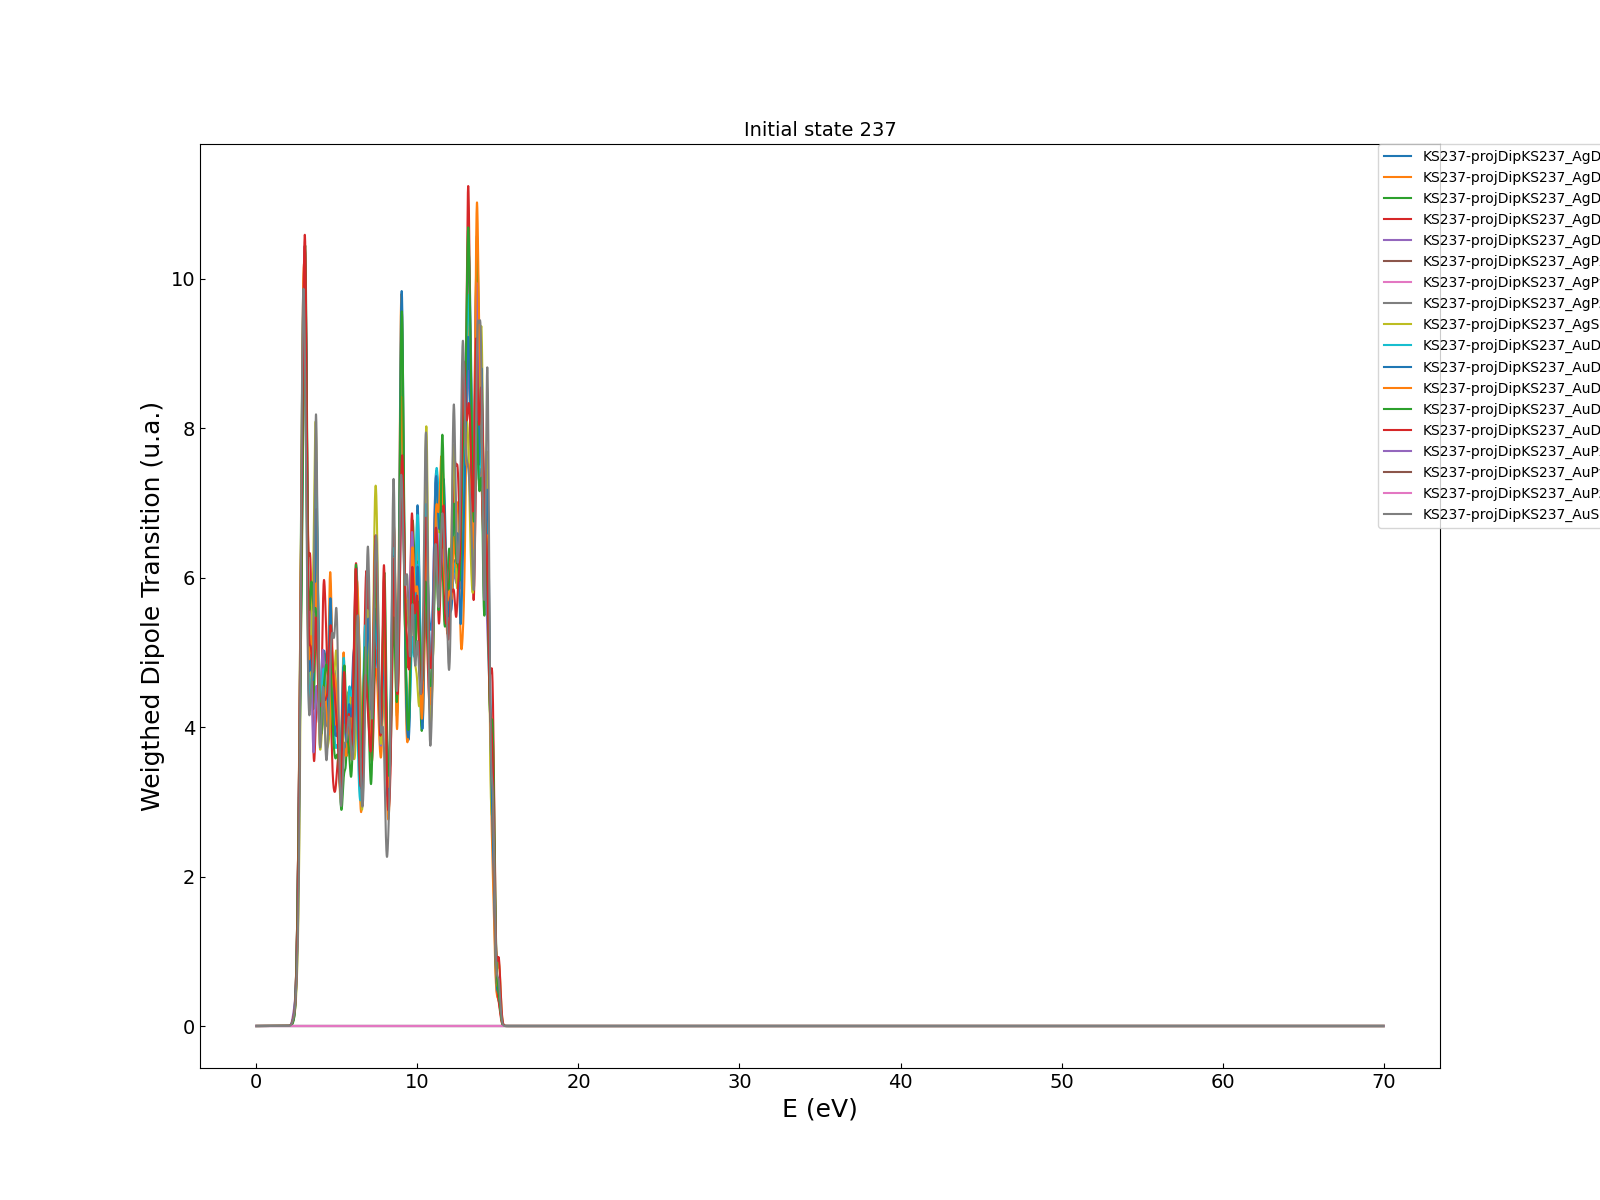 Initial state 237
Weigthed Dipole Transition (u.a.)
10
8
6
4
2
0
0 10 20 30 40 50 60 70
E (eV)
KS237-projDipKS237_AgD
KS237-projDipKS237_AgD
KS237-projDipKS237_AgD
KS237-projDipKS237_AgD
KS237-projDipKS237_AgD
KS237-projDipKS237_AgP
KS237-projDipKS237_AgP
KS237-projDipKS237_AgP
KS237-projDipKS237_AgS
KS237-projDipKS237_AuD
KS237-projDipKS237_AuD
KS237-projDipKS237_AuD
KS237-projDipKS237_AuD
KS237-projDipKS237_AuD
KS237-projDipKS237_AuP
KS237-projDipKS237_AuP
KS237-projDipKS237_AuP
KS237-projDipKS237_AuS